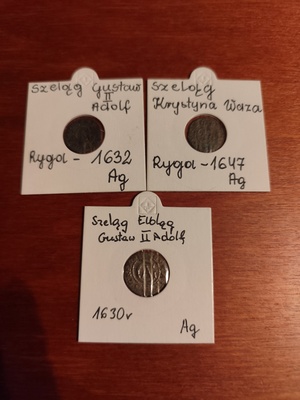 Szeląg Gustaw
II
Adolf
Ryga - 1632
Ag
Szeląg
Krystyna Waza
Ryga - 1647
Ag
Szeląg Elbląg
Gustaw II Adolf
1630r
Ag